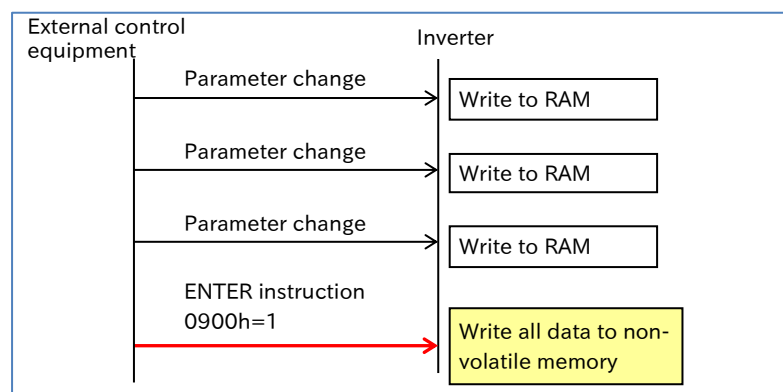 External control
equipment
Inverter
Parameter change
Write to RAM
Parameter change
Write to RAM
Parameter change
Write to RAM
ENTER instruction
0900h=1
Write all data to non-
volatile memory